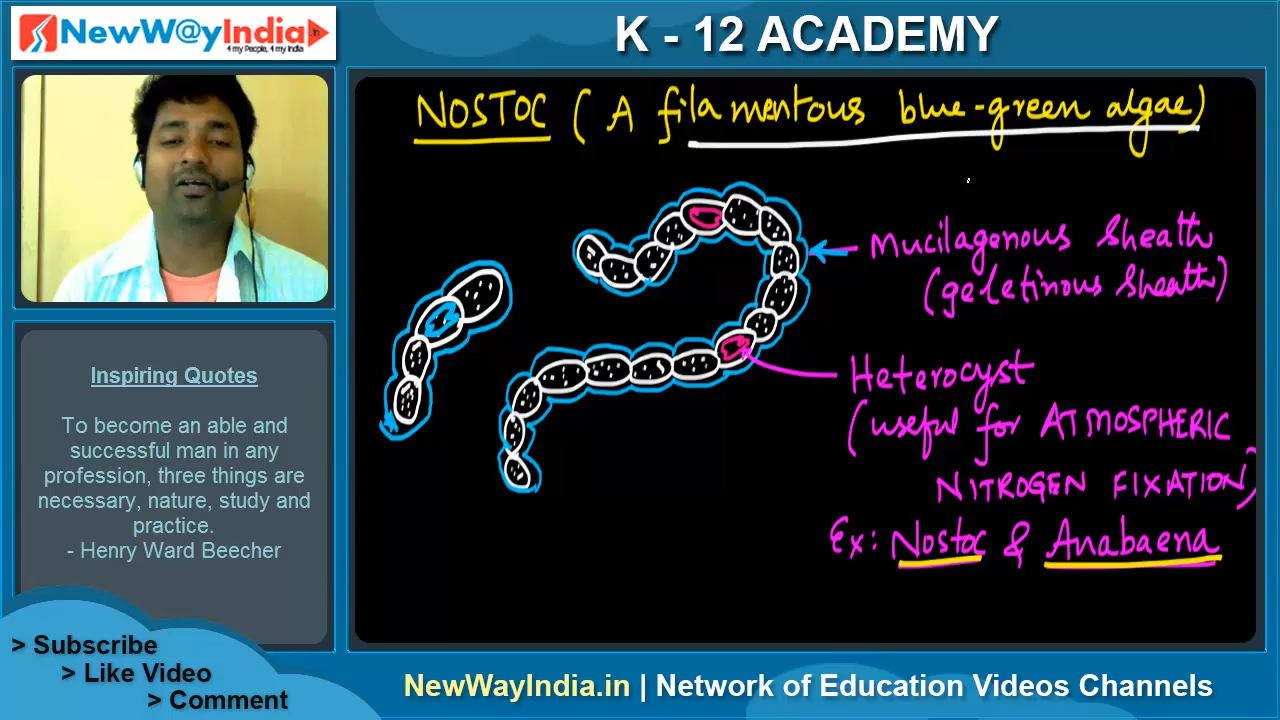 NewW@yIndia.in
4 my People, 4 my India
K - 12 ACADEMY
NOSTOC ( A filamentous blue-green algae)
Mucilagenous Sheath
(geletinous Sheath)
Heterocyst
(useful for ATMOSPHERIC
NITROGEN FIXATION)
Ex: Nostoc & Anabaena
Inspiring Quotes
To become an able and
successful man in any
profession, three things are
necessary, nature, study and
practice.
- Henry Ward Beecher
> Subscribe
> Like Video
> Comment
NewWayIndia.in | Network of Education Videos Channels